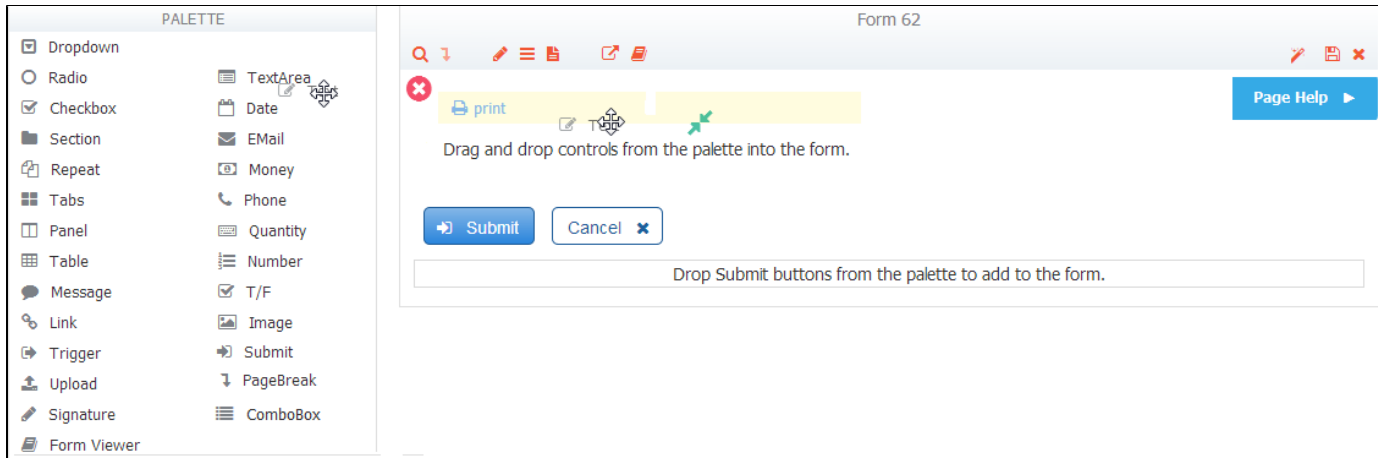 PALETTE
Dropdown
Radio
Checkbox
Section
Repeat
Tabs
Panel
Table
Message
Link
Trigger
Upload
Signature
Form Viewer
TextArea
Date
EMail
Money
Phone
Quantity
Number
T/F
Image
Submit
PageBreak
ComboBox
Form 62
Page Help
print
Drag and drop controls from the palette into the form.
Submit
Cancel
Drop Submit buttons from the palette to add to the form.